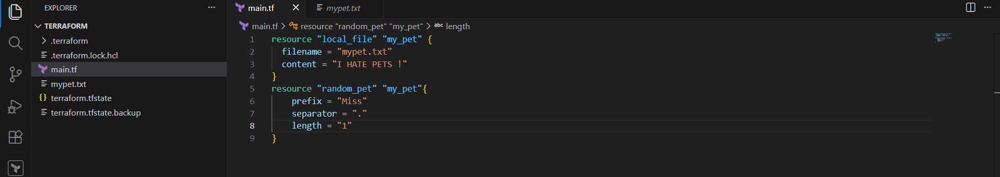 EXPLORER
TERRAFORM
.terraform
.terraform.lock.hcl
main.tf
mypet.txt
terraform.tfstate
terraform.tfstate.backup
main.tf mypet.txt
main.tf > resource "random_pet" "my_pet" > abc length
1 resource "local_file" "my_pet" {
2 filename = "mypet.txt"
3 content = "I HATE PETS !"
4 }
5 resource "random_pet" "my_pet"{
6 prefix = "Miss"
7 separator = "."
8 length = "1"
9 }